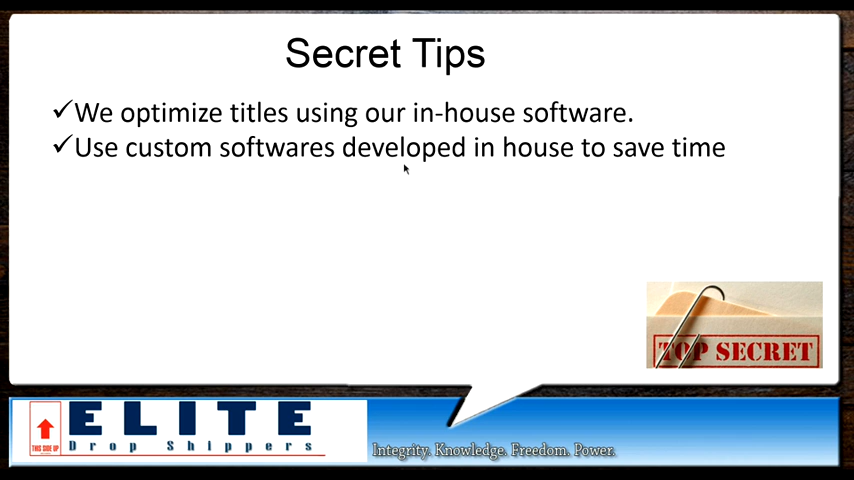 Secret Tips
✓We optimize titles using our in-house software.
✓Use custom softwares developed in house to save time
TOP SECRET
ELITE
Drop Shippers
THIS SIDE UP
Integrity. Knowledge. Freedom. Power.